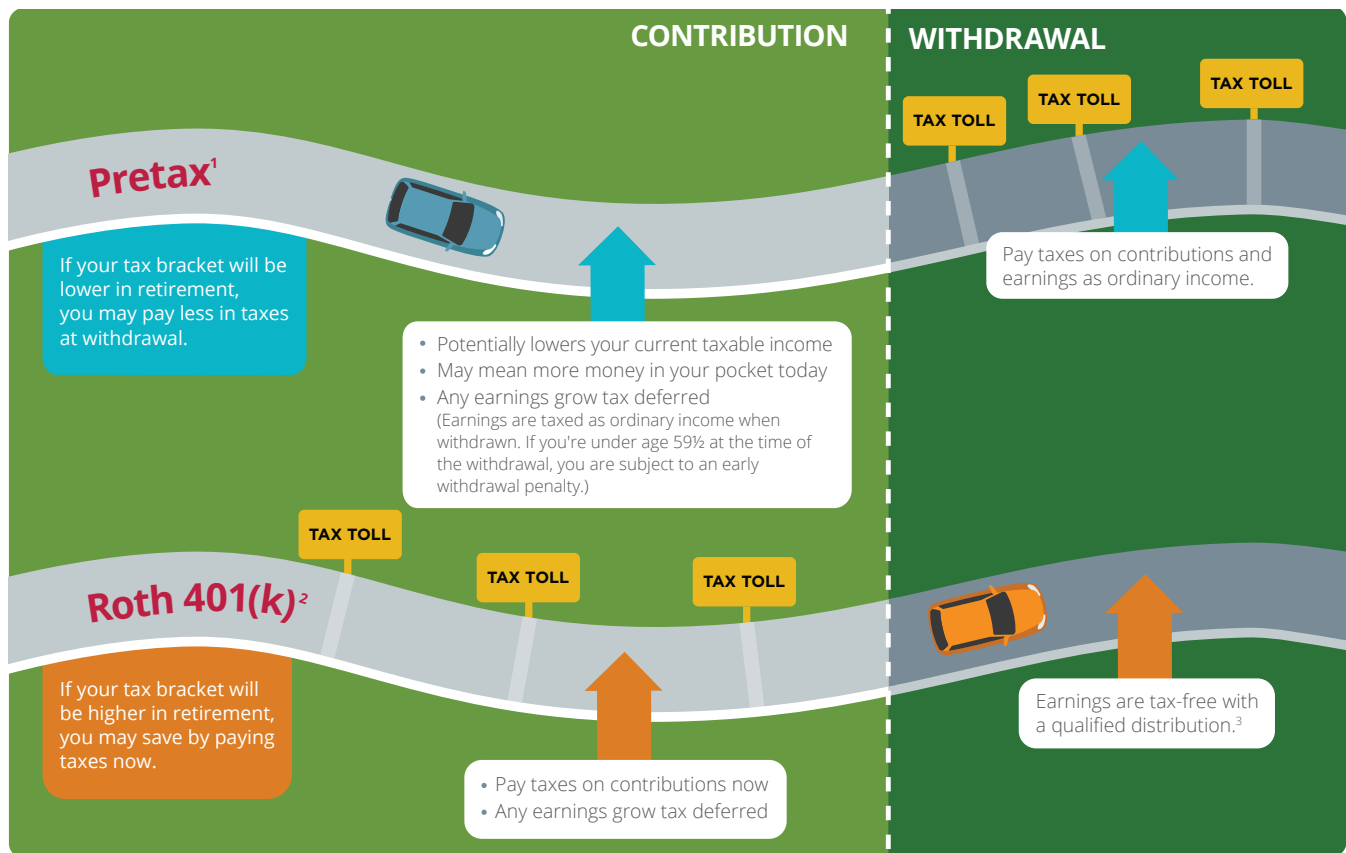 CONTRIBUTION
WITHDRAWAL
TAX TOLL
TAX TOLL
TAX TOLL
Pretax¹
If your tax bracket will be
lower in retirement,
you may pay less in taxes
at withdrawal.
• Potentially lowers your current taxable income
• May mean more money in your pocket today
• Any earnings grow tax deferred
(Earnings are taxed as ordinary income when
withdrawn. If you're under age 59½ at the time of
the withdrawal, you are subject to an early
withdrawal penalty.)
Pay taxes on contributions and
earnings as ordinary income.
TAX TOLL
TAX TOLL
TAX TOLL
Roth 401(k)²
If your tax bracket will
be higher in retirement,
you may save by paying
taxes now.
• Pay taxes on contributions now
• Any earnings grow tax deferred
Earnings are tax-free with
a qualified distribution.³